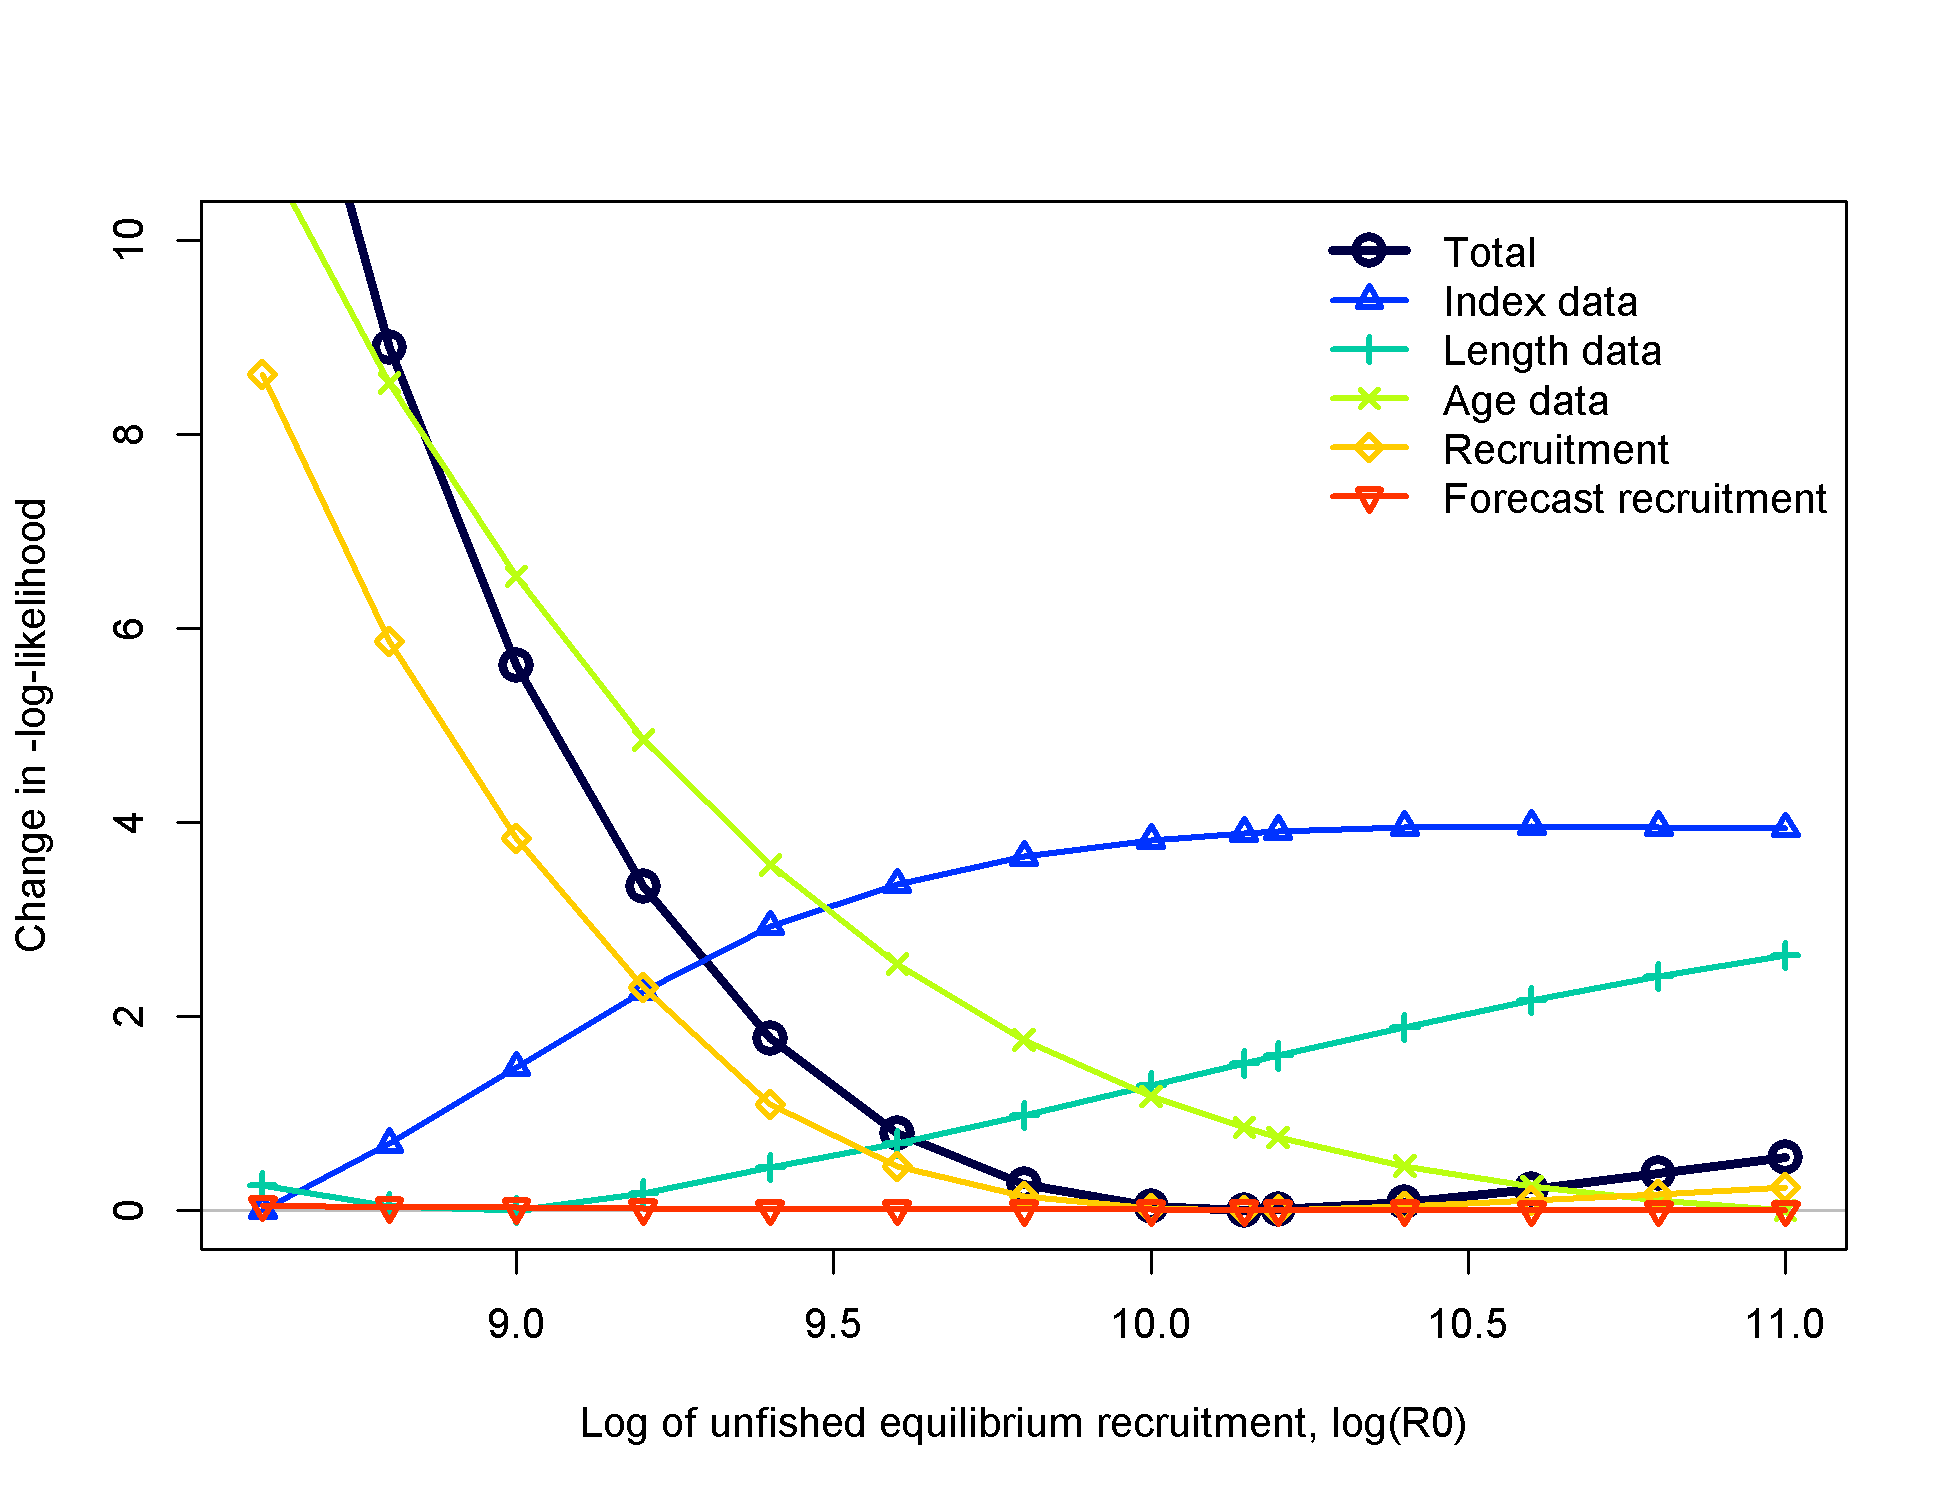 Total
Index data
Length data
Age data
Recruitment
Forecast recruitment
Change in -log-likelihood
10
8
6
4
2
0
9.0 9.5 10.0 10.5 11.0
Log of unfished equilibrium recruitment, log(R0)